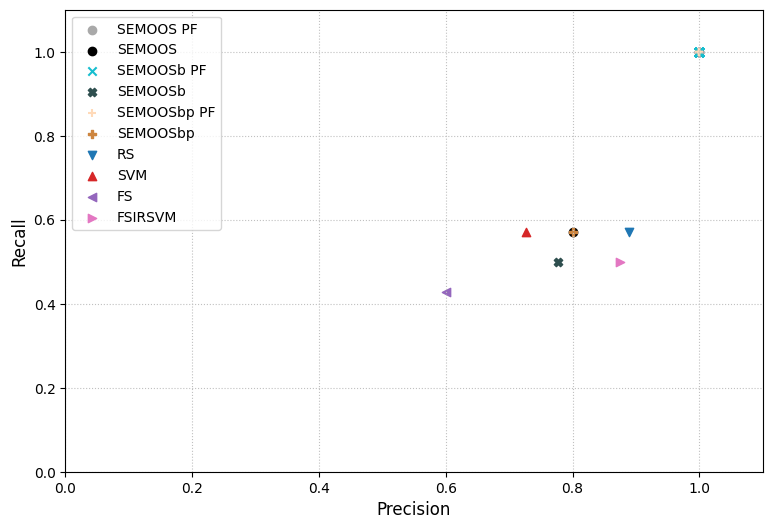 SEMOOS PF
SEMOOS
SEMOOSb PF
SEMOOSb
SEMOOSbp PF
SEMOOSbp
RS
SVM
FS
FSIRSVM
1.0
0.8
0.6
0.4
0.2
0.0
Recall
0.0 0.2 0.4 0.6 0.8 1.0
Precision